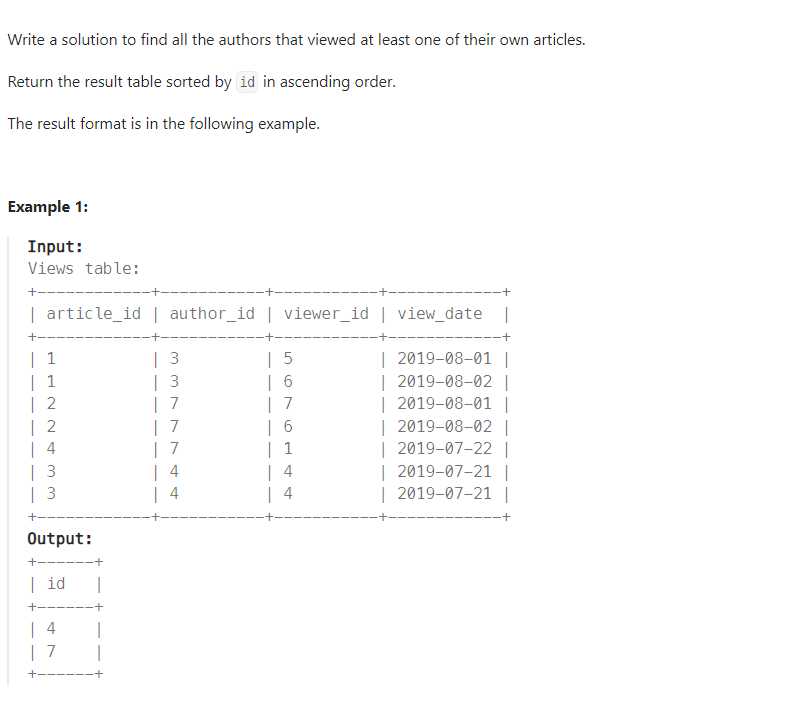 Write a solution to find all the authors that viewed at least one of their own articles.
Return the result table sorted by id in ascending order.
The result format is in the following example.
Example 1:
Input:
Views table:
+------------+-----------+-----------+------------+
| article_id | author_id | viewer_id | view_date  |
+------------+-----------+-----------+------------+
| 1          | 3         | 5         | 2019-08-01 |
| 1          | 3         | 6         | 2019-08-02 |
| 2          | 7         | 7         | 2019-08-01 |
| 2          | 7         | 6         | 2019-08-02 |
| 4          | 7         | 1         | 2019-07-22 |
| 3          | 4         | 4         | 2019-07-21 |
| 3          | 4         | 4         | 2019-07-21 |
+------------+-----------+-----------+------------+
Output:
+------+
| id   |
+------+
| 4    |
| 7    |
+------+